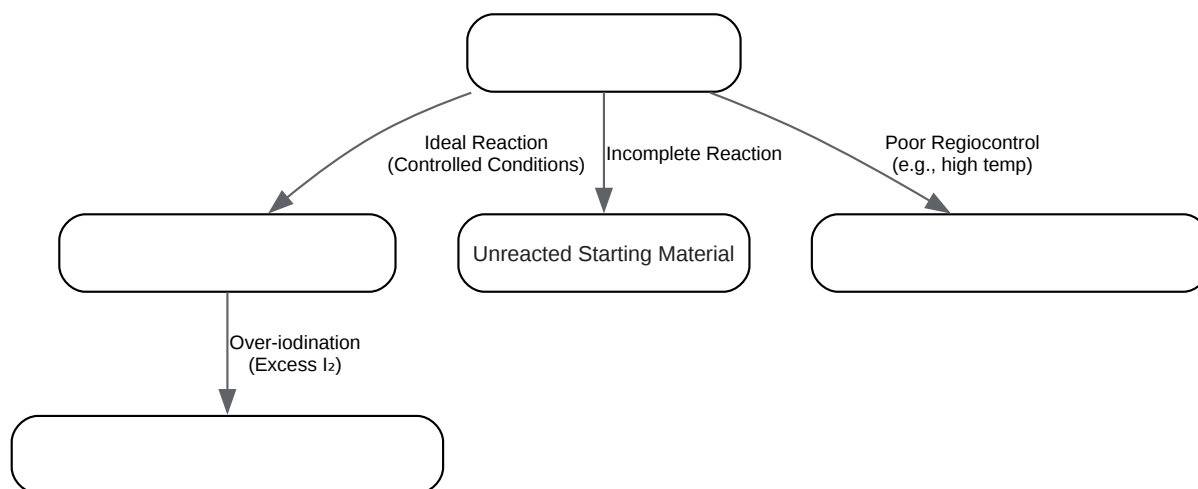 Ideal Reaction
(Controlled Conditions)
Incomplete Reaction
Poor Regiocontrol
(e.g., high temp)
Unreacted Starting Material
Over-iodination
(Excess I₂)